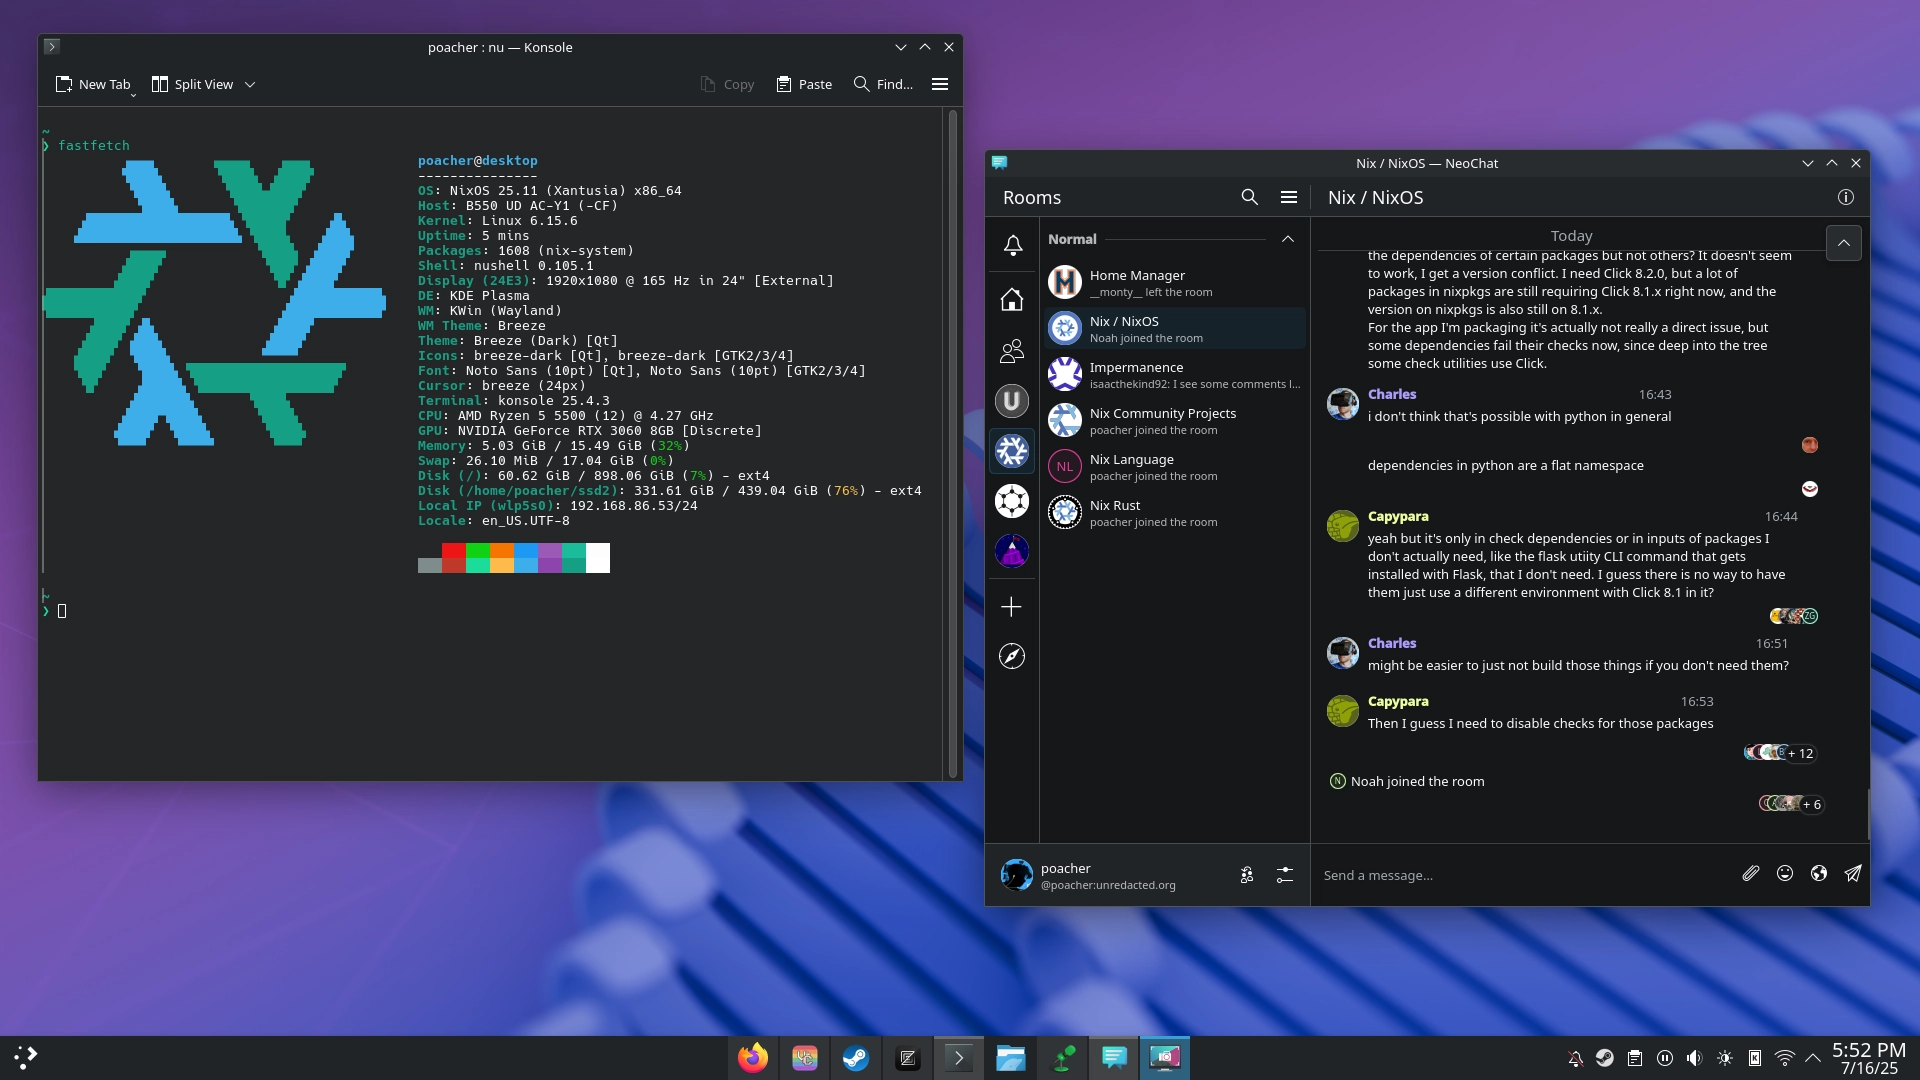 poacher : nu — Konsole
New Tab
Split View
Copy
Paste
Find...
~
❯ fastfetch
poacher@desktop
---------------
OS: NixOS 25.11 (Xantusia) x86_64
Host: B550 UD AC-Y1 (-CF)
Kernel: Linux 6.15.6
Uptime: 5 mins
Packages: 1608 (nix-system)
Shell: nushell 0.105.1
Display (24E3): 1920x1080 @ 165 Hz in 24" [External]
DE: KDE Plasma
WM: KWin (Wayland)
WM Theme: Breeze
Theme: Breeze (Dark) [Qt]
Icons: breeze-dark [Qt], breeze-dark [GTK2/3/4]
Font: Noto Sans (10pt) [Qt], Noto Sans (10pt) [GTK2/3/4]
Cursor: breeze (24px)
Terminal: konsole 25.4.3
CPU: AMD Ryzen 5 5500 (12) @ 4.27 GHz
GPU: NVIDIA GeForce RTX 3060 8GB [Discrete]
Memory: 5.03 GiB / 15.49 GiB (32%)
Swap: 26.10 MiB / 17.04 GiB (0%)
Disk (/): 60.62 GiB / 898.06 GiB (7%) - ext4
Disk (/home/poacher/ssd2): 331.61 GiB / 439.04 GiB (76%) - ext4
Local IP (wlp5s0): 192.168.86.53/24
Locale: en_US.UTF-8
~
❯
Nix / NixOS — NeoChat
Rooms
Nix / NixOS
U
Normal
Home Manager
__monty__ left the room
Nix / NixOS
Noah joined the room
Impermanence
isaacthekind92: I see some comments l...
Nix Community Projects
poacher joined the room
NL
Nix Language
poacher joined the room
Nix Rust
poacher joined the room
poacher
@poacher:unredacted.org
Today
the dependencies of certain packages but not others? It doesn't seem
to work, I get a version conflict. I need Click 8.2.0, but a lot of
packages in nixpkgs are still requiring Click 8.1.x right now, and the
version on nixpkgs is also still on 8.1.x.
For the app I'm packaging it's actually not really a direct issue, but
some dependencies fail their checks now, since deep into the tree
some check utilities use Click.
Charles 16:43
i don't think that's possible with python in general
dependencies in python are a flat namespace
Capypara 16:44
yeah but it's only in check dependencies or in inputs of packages I
don't actually need, like the flask utiity CLI command that gets
installed with Flask, that I don't need. I guess there is no way to have
them just use a different environment with Click 8.1 in it?
ZG
Charles 16:51
might be easier to just not build those things if you don't need them?
Capypara 16:53
Then I guess I need to disable checks for those packages
+ 12
N Noah joined the room
+ 6
Send a message...
5:52 PM
7/16/25